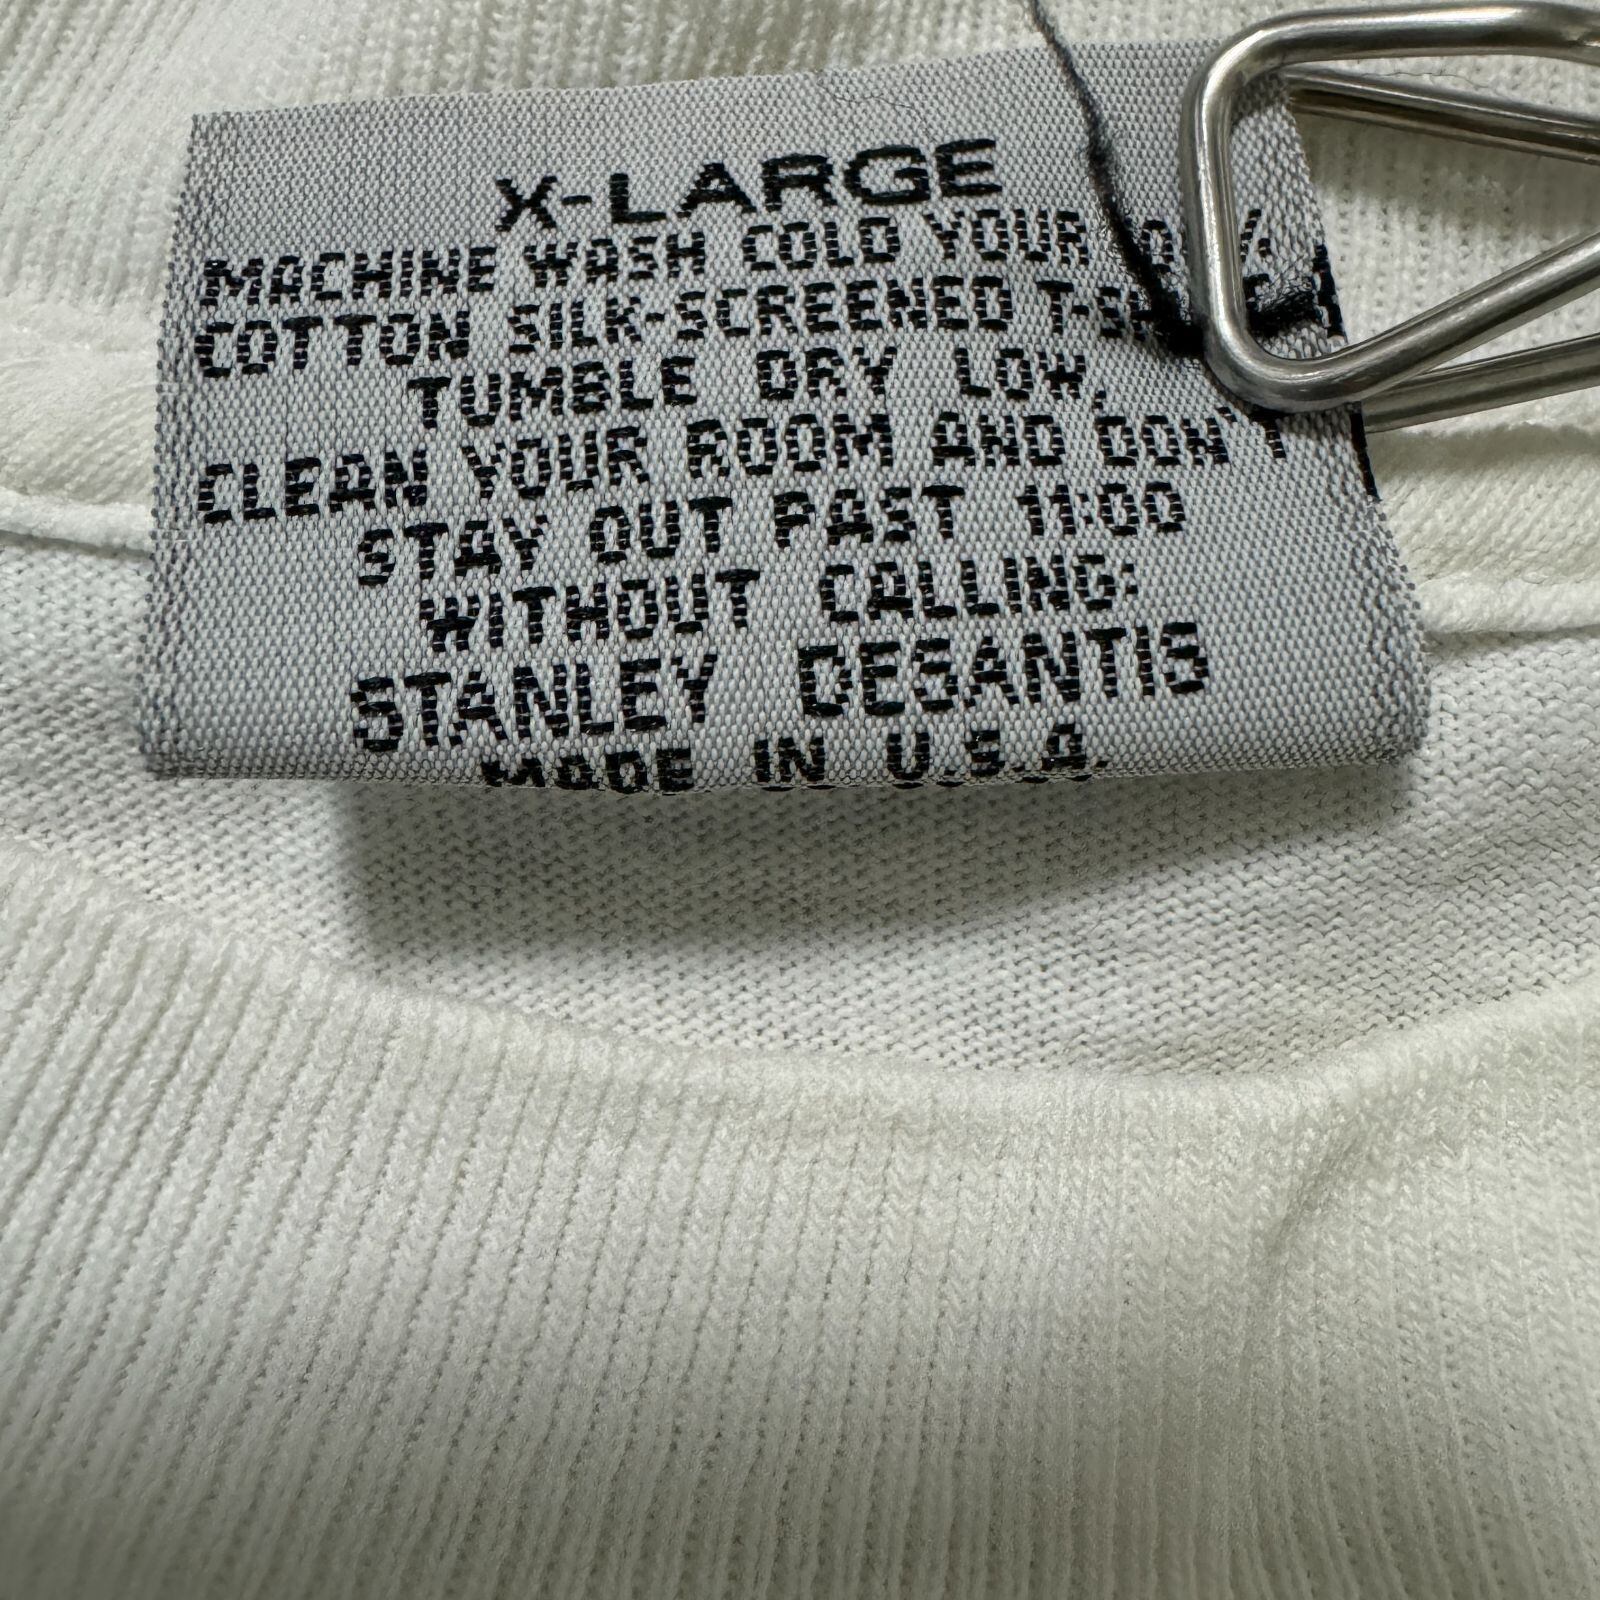 X-LARGE
MACHINE WASH COLD YOUR
COTTON SILK-SCREENED
TUMBLE DRY LOW,
CLEAN YOUR ROOM AND DON'T
STAY OUT PAST 11:00
WITHOUT CALLING:
STANLEY DESANTIS
MADE IN U.S.A.